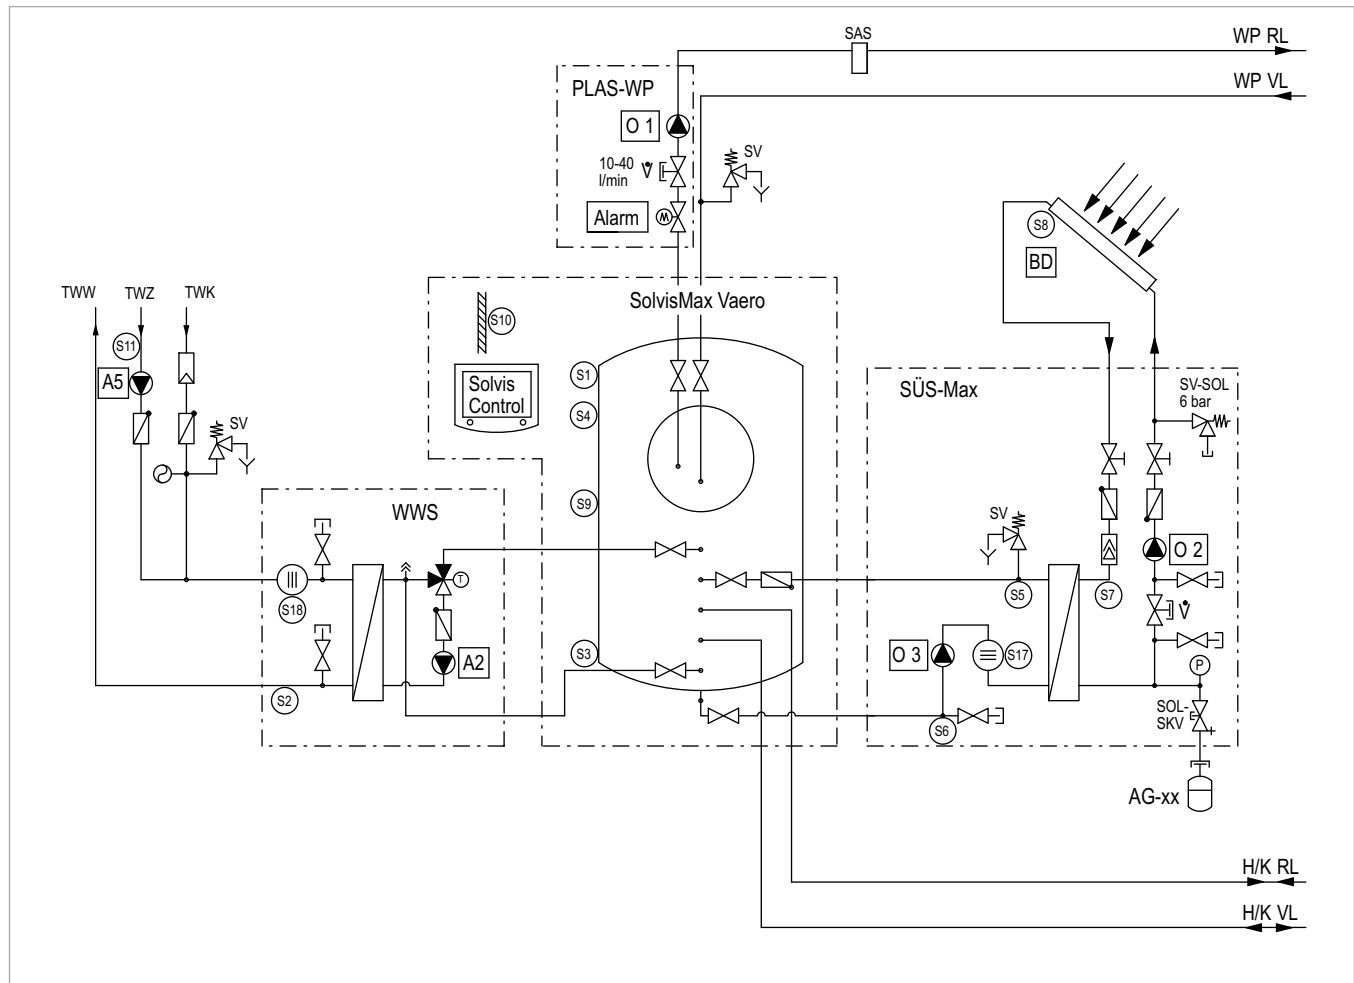 SAS
WP RL
WP VL
PLAS-WP
O 1
10-40
l/min
V̇
SV
Alarm
S8
BD
TWW
TWZ
TWK
SolvisMax Vaero
S10
S11
A5
Solvis
Control
S1
S4
SÜS-Max
SV-SOL
6 bar
SV
WWS
S9
SV
O 2
T
S18
S5
S7
V̇
A2
S3
O 3
S17
P
S2
S6
SOL-
SKV
AG-xx
H/K RL
H/K VL